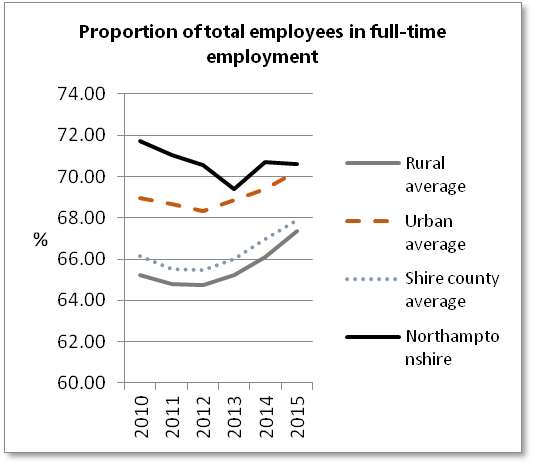 Proportion of total employees in full-time
employment
74.00
72.00
70.00
68.00
66.00
64.00
62.00
60.00
%
2010
2011
2012
2013
2014
2015
Rural
average
Urban
average
Shire county
average
Northampto
nshire